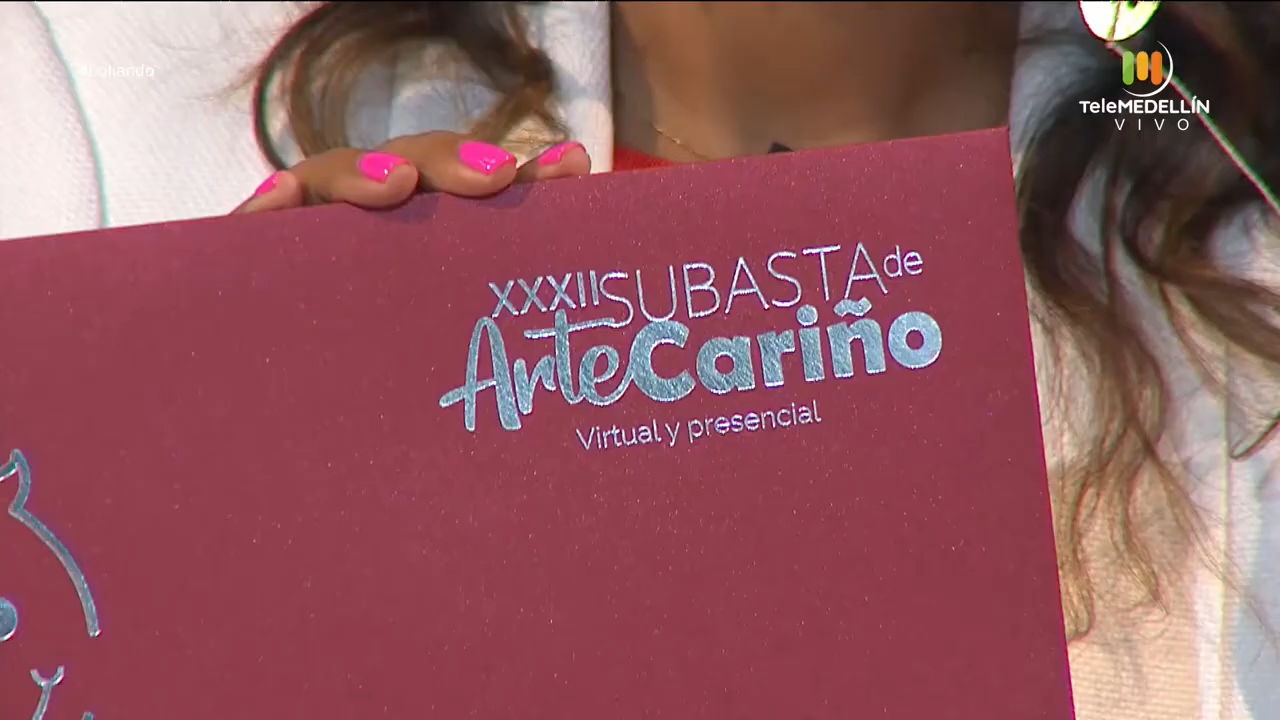 TeleMEDELLÍN
VIVO
XXXII SUBASTA de
ArteCariño
Virtual y presencial